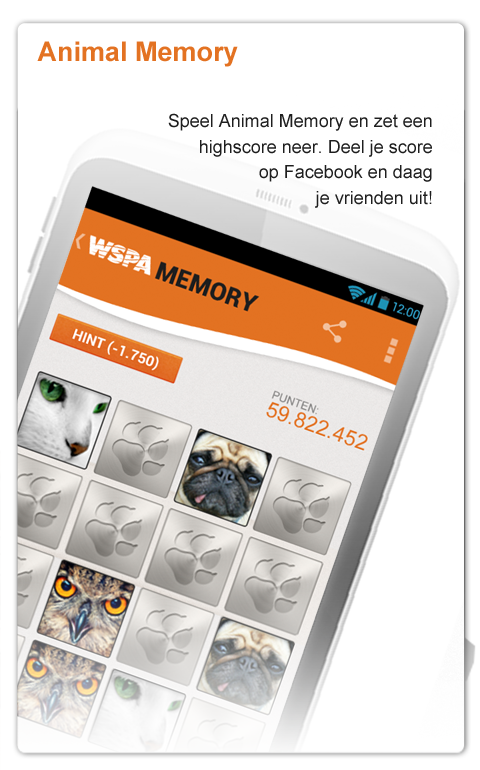 Animal Memory
Speel Animal Memory en zet een
highscore neer. Deel je score
op Facebook en daag
je vrienden uit!
12:00
WSPA MEMORY
HINT (-1.750)
PUNTEN:
59.822.452